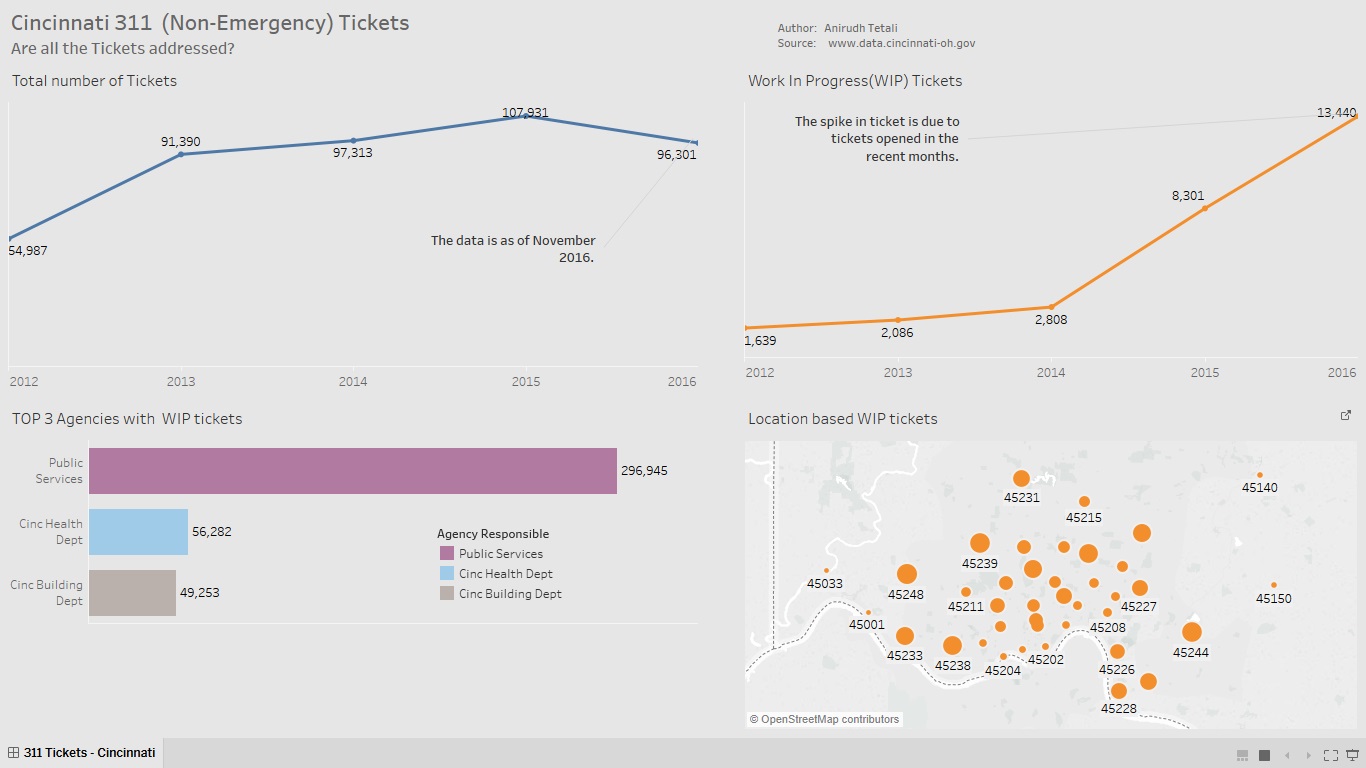 Cincinnati 311 (Non-Emergency) Tickets
Are all the Tickets addressed?
Author: Anirudh Tetali
Source: www.data.cincinnati-oh.gov
Total number of Tickets
107,931
91,390
97,313
96,301
54,987
The data is as of November
2016.
2012 2013 2014 2015 2016
Work In Progress(WIP) Tickets
The spike in ticket is due to
tickets opened in the
recent months.
13,440
8,301
2,808
2,086
1,639
2012 2013 2014 2015 2016
TOP 3 Agencies with WIP tickets
Public
Services
296,945
Cinc Health
Dept
56,282
Cinc Building
Dept
49,253
Agency Responsible
Public Services
Cinc Health Dept
Cinc Building Dept
Location based WIP tickets
45231
45140
45215
45239
45033
45248
45211
45227
45150
45001
45208
45233
45238
45204
45202
45226
45244
45228
© OpenStreetMap contributors
311 Tickets - Cincinnati